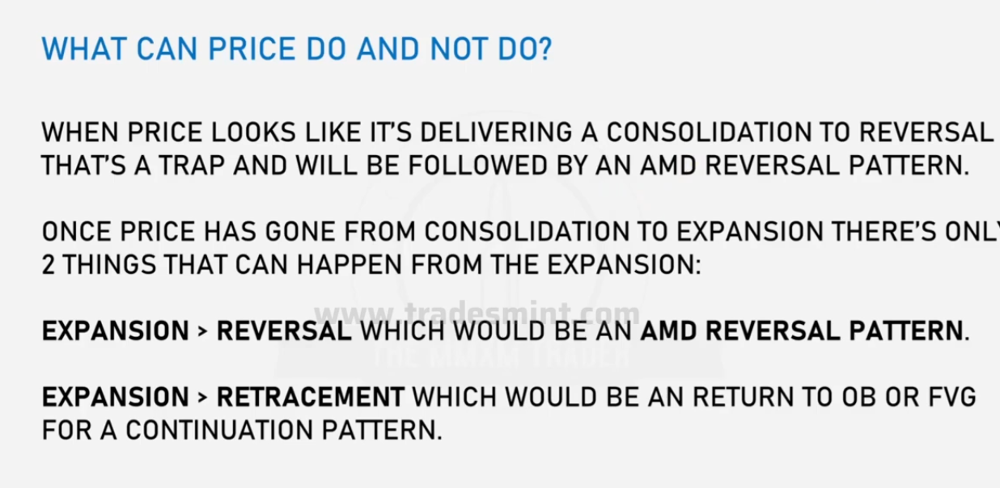 WHAT CAN PRICE DO AND NOT DO?
WHEN PRICE LOOKS LIKE IT'S DELIVERING A CONSOLIDATION TO REVERSAL
THAT'S A TRAP AND WILL BE FOLLOWED BY AN AMD REVERSAL PATTERN.
ONCE PRICE HAS GONE FROM CONSOLIDATION TO EXPANSION THERE'S ONLY
2 THINGS THAT CAN HAPPEN FROM THE EXPANSION:
www.tradesmint.com
EXPANSION > REVERSAL WHICH WOULD BE AN AMD REVERSAL PATTERN.
THE MMXM TRADER
EXPANSION > RETRACEMENT WHICH WOULD BE AN RETURN TO OB OR FVG
FOR A CONTINUATION PATTERN.